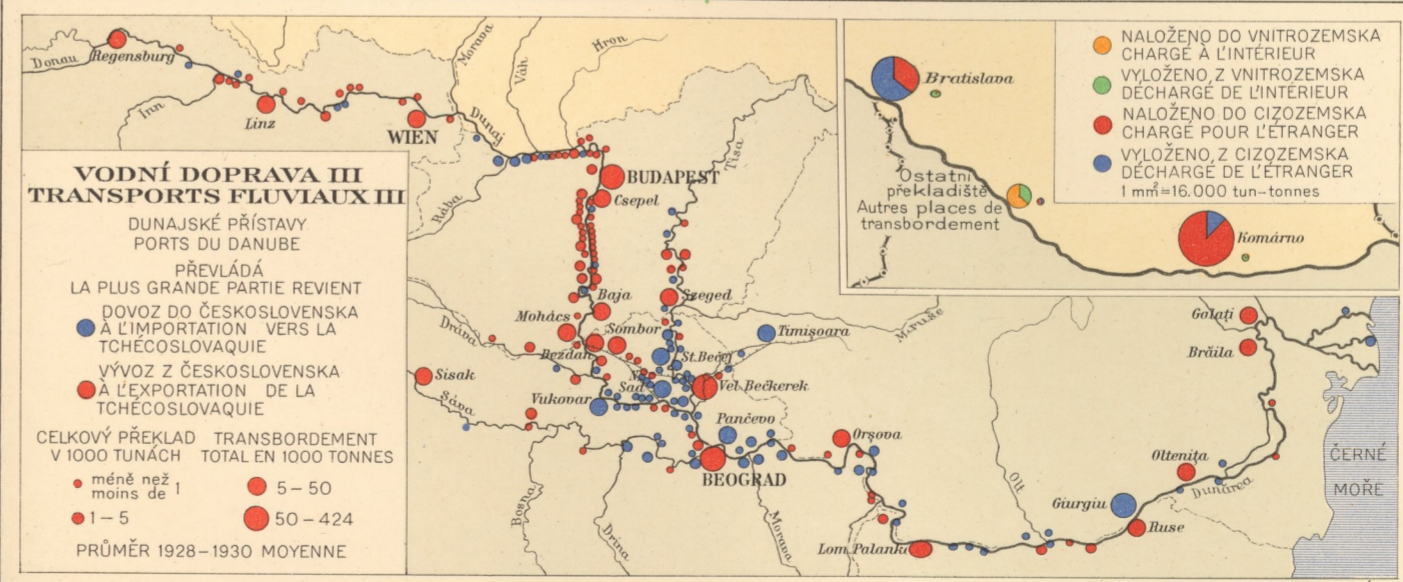 VODNÍ DOPRAVA III
TRANSPORTS FLUVIAUX III
DUNAJSKÉ PŘÍSTAVY
PORTS DU DANUBE
PŘEVLÁDÁ
LA PLUS GRANDE PARTIE REVIENT
DOVOZ DO ČESKOSLOVENSKA
À L'IMPORTATION VERS LA
TCHÉCOSLOVAQUIE
VÝVOZ Z ČESKOSLOVENSKA
À L'EXPORTATION DE LA
TCHÉCOSLOVAQUIE
CELKOVÝ PŘEKLAD
V 1000 TUNÁCH
TRANSBORDEMENT
TOTAL EN 1000 TONNES
méně než
moins de 1
1–5
5–50
50–424
PRŮMĚR 1928–1930 MOYENNE
NALOŽENO DO VNITROZEMSKA
CHARGÉ À L'INTÉRIEUR
VYLOŽENO Z VNITROZEMSKA
DÉCHARGÉ DE L'INTÉRIEUR
NALOŽENO DO CIZOZEMSKA
CHARGÉ POUR L'ÉTRANGER
VYLOŽENO Z CIZOZEMSKA
DÉCHARGÉ DE L'ÉTRANGER
1 mm²=16.000 tun–tonnes
Bratislava
Ostatní
překladiště
Autres places de
transbordement
Komárno
Donau
Regensburg
Inn
Linz
WIEN
Morava
Váh
Hron
Dunaj
Rába
BUDAPEST
Csepel
Tisa
Baja
Szeged
Mohács
Sombor
Timişoara
Maruše
Dráva
Bezdan
St.Bečej
Sisak
N.
Sad
Vel.Bečkerek
Vukovar
Sáva
Pančevo
Orşova
BEOGRAD
Bosna
Drina
Morava
Lom Palanka
Olt
Giurgiu
Ruse
Olteniţa
Dunărea
Galaţi
Brăila
ČERNÉ
MOŘE